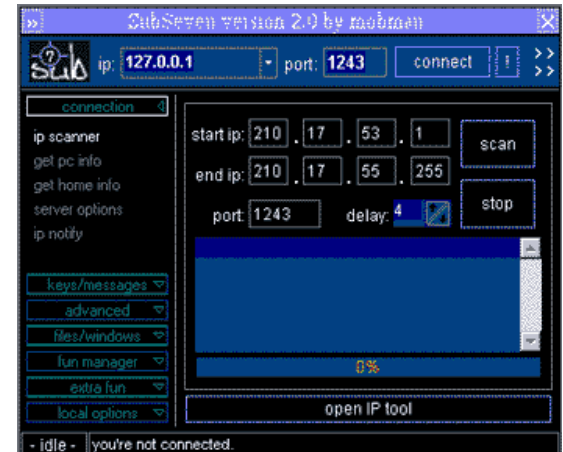 SubSeven version 2.0 by mobman
Sub ip: 127.0.0.1 port: 1243 connect !
connection
ip scanner
get pc info
get home info
server options
ip notify
keys/messages
advanced
files/windows
fun manager
extra fun
local options
start ip: 210 . 17 . 53 . 1
end ip: 210 . 17 . 55 . 255
port: 1243 delay: 4
scan
stop
0%
open IP tool
- idle - you're not connected.